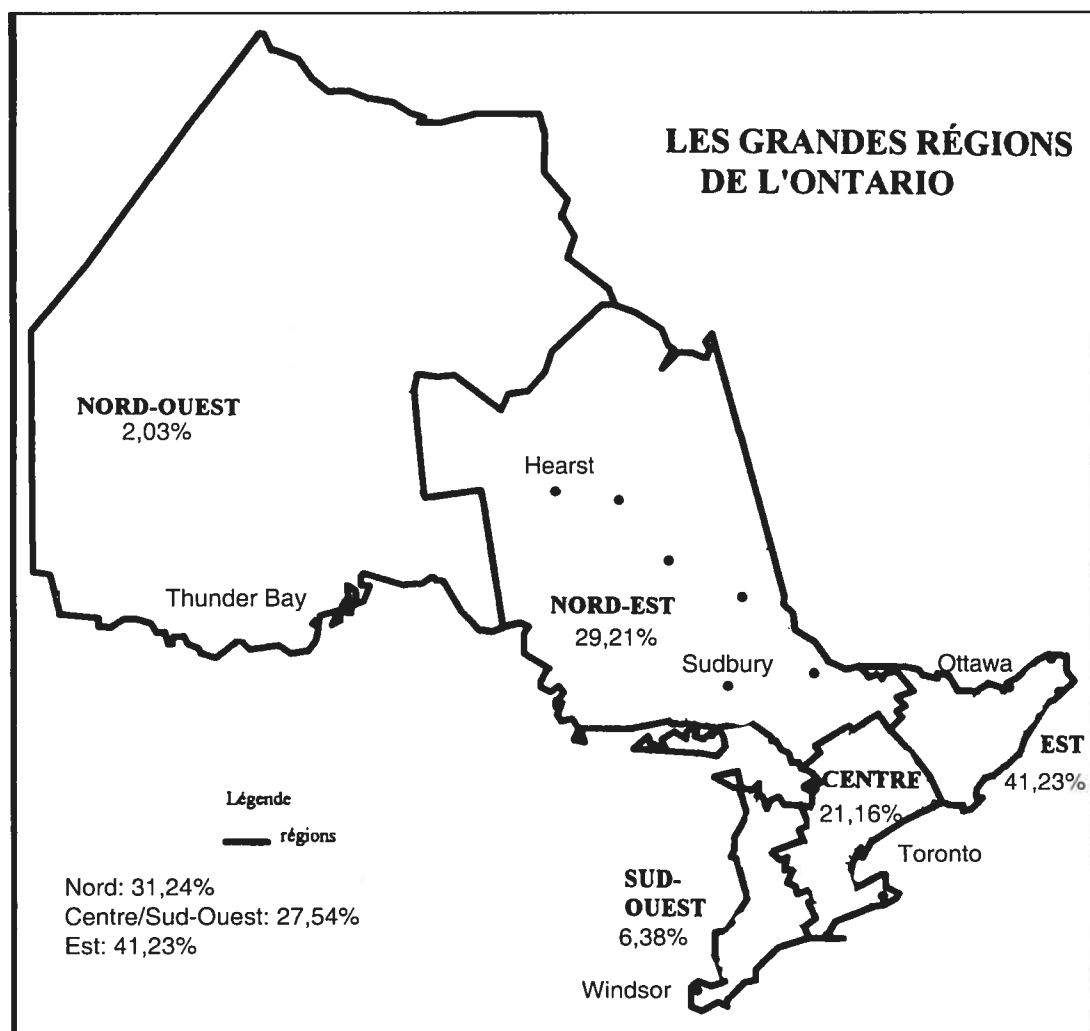 LES GRANDES RÉGIONS
DE L'ONTARIO
NORD-OUEST
2,03%
Hearst
Thunder Bay
NORD-EST
29,21%
Sudbury
Ottawa
EST
41,23%
CENTRE
21,16%
Toronto
Légende
régions
Nord: 31,24%
Centre/Sud-Ouest: 27,54%
Est: 41,23%
SUD-
OUEST
6,38%
Windsor